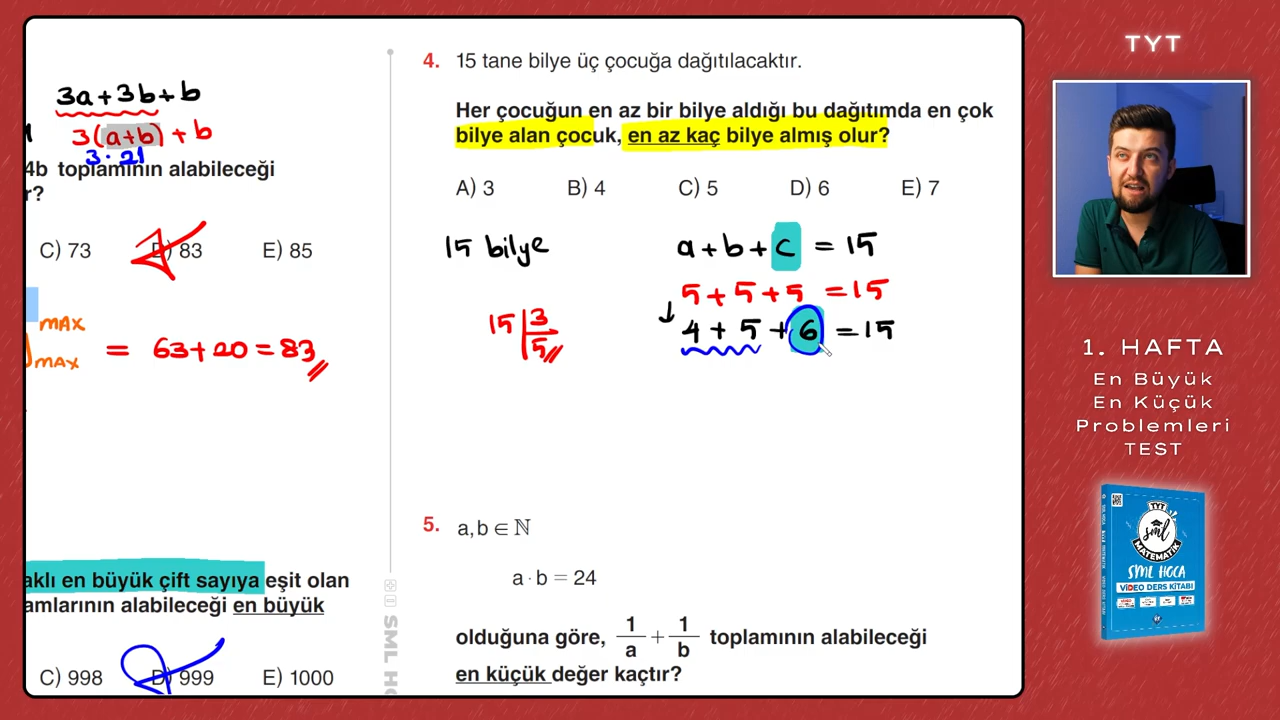 3a+3b+b
3(a+b)+b
3·21
4b toplamının alabileceği
r?
C) 73 D) 83 E) 85
MAX
MAX
= 63+20=83
aklı en büyük çift sayıya eşit olan
amlarının alabileceği en büyük
C) 998 D) 999 E) 1000
4. 15 tane bilye üç çocuğa dağıtılacaktır.
Her çocuğun en az bir bilye aldığı bu dağıtımda en çok
bilye alan çocuk, en az kaç bilye almış olur?
A) 3 B) 4 C) 5 D) 6 E) 7
15 bilye
a+b+c = 15
5+5+5 = 15
15 3
5
4+5+6 = 15
5. a, b ∈ ℕ
a · b = 24
olduğuna göre, 1/a + 1/b toplamının alabileceği
en küçük değer kaçtır?
SML HO
TYT
1. HAFTA
En Büyük
En Küçük
Problemleri
TEST
TYT
sml
MATEMATİK
SML HOCA
VİDEO DERS KİTABI